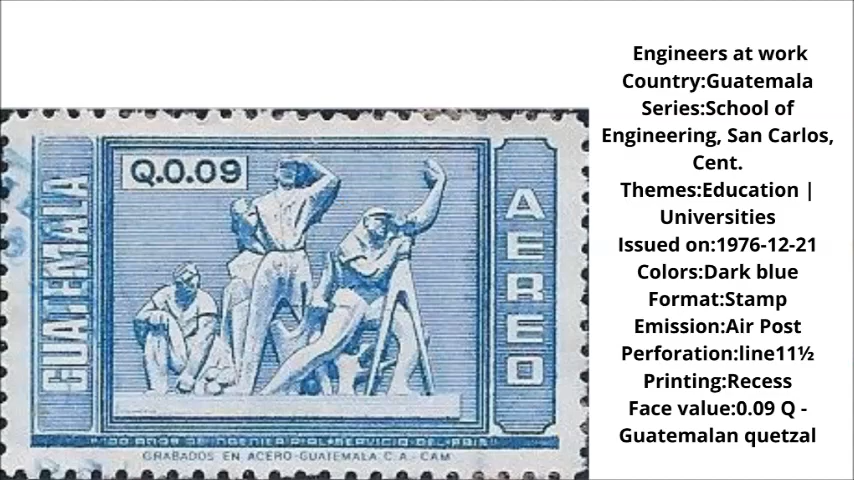 Q.0.09
GUATEMALA
AEREO
"100 AÑOS DE INGENIERIA AL SERVICIO DEL PAIS"
GRABADOS EN ACERO-GUATEMALA C.A.- CAM
Engineers at work
Country:Guatemala
Series:School of
Engineering, San Carlos,
Cent.
Themes:Education |
Universities
Issued on:1976-12-21
Colors:Dark blue
Format:Stamp
Emission:Air Post
Perforation:line11½
Printing:Recess
Face value:0.09 Q -
Guatemalan quetzal